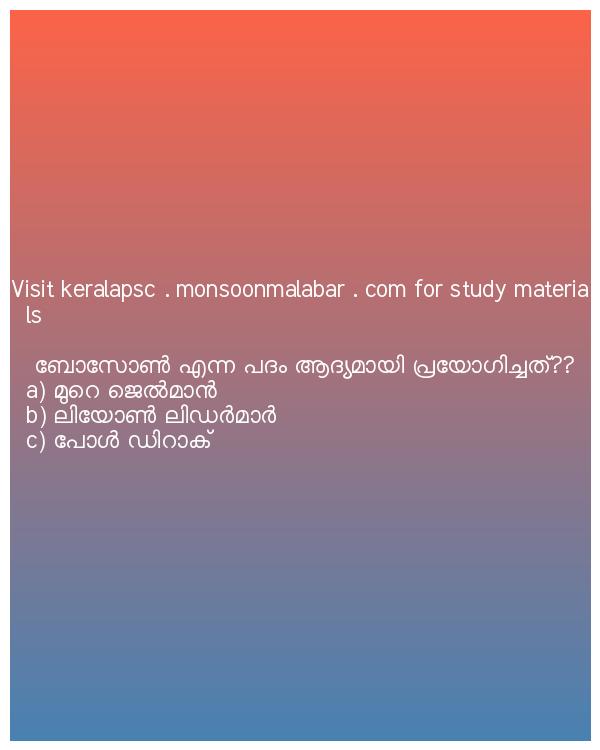 Visit keralapsc . monsoonmalabar . com for study materia
ls
ബോസോൺ എന്ന പദം ആദ്യമായി പ്രയോഗിച്ചത്??
a) മുറെ ജെൽമാൻ
b) ലിയോൺ ലിഡർമാർ
c) പോൾ ഡിറാക്